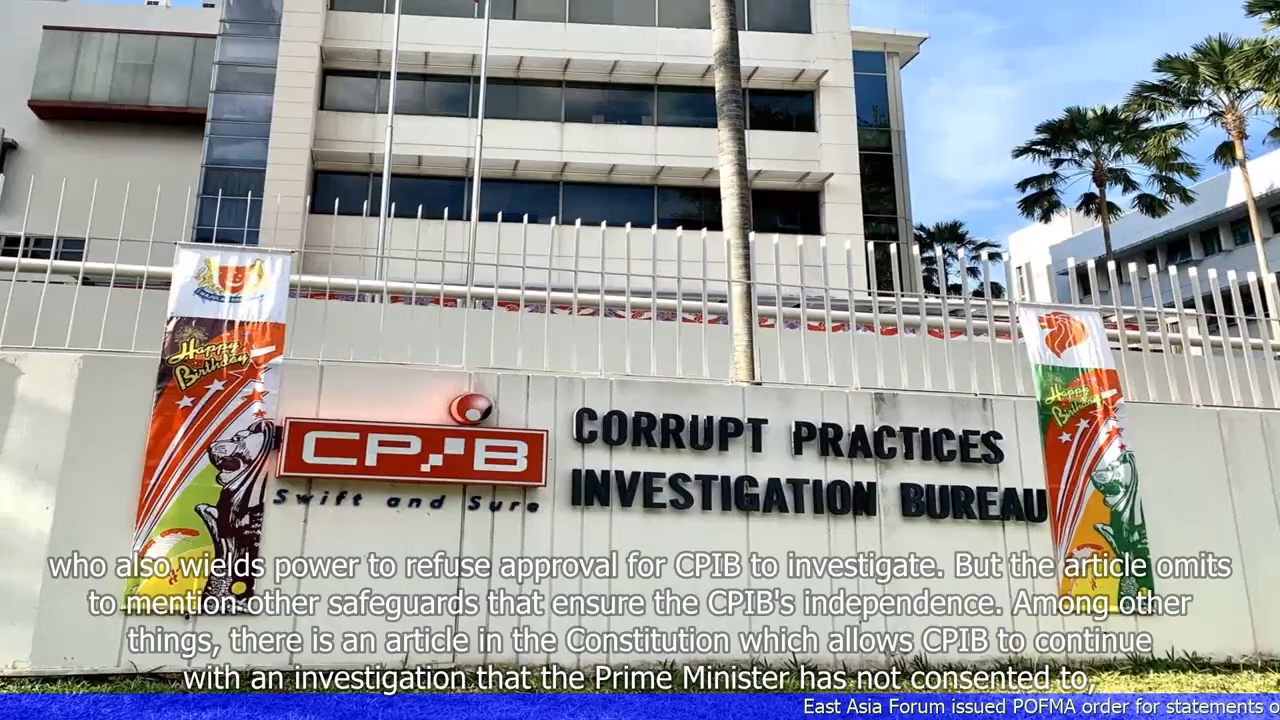 Happy
Birthday
Happy
Birthday
CPIB
Swift and Sure
CORRUPT PRACTICES
INVESTIGATION BUREAU
who also wields power to refuse approval for CPIB to investigate. But the article omits
to mention other safeguards that ensure the CPIB's independence. Among other
things, there is an article in the Constitution which allows CPIB to continue
with an investigation that the Prime Minister has not consented to,
East Asia Forum issued POFMA order for statements o